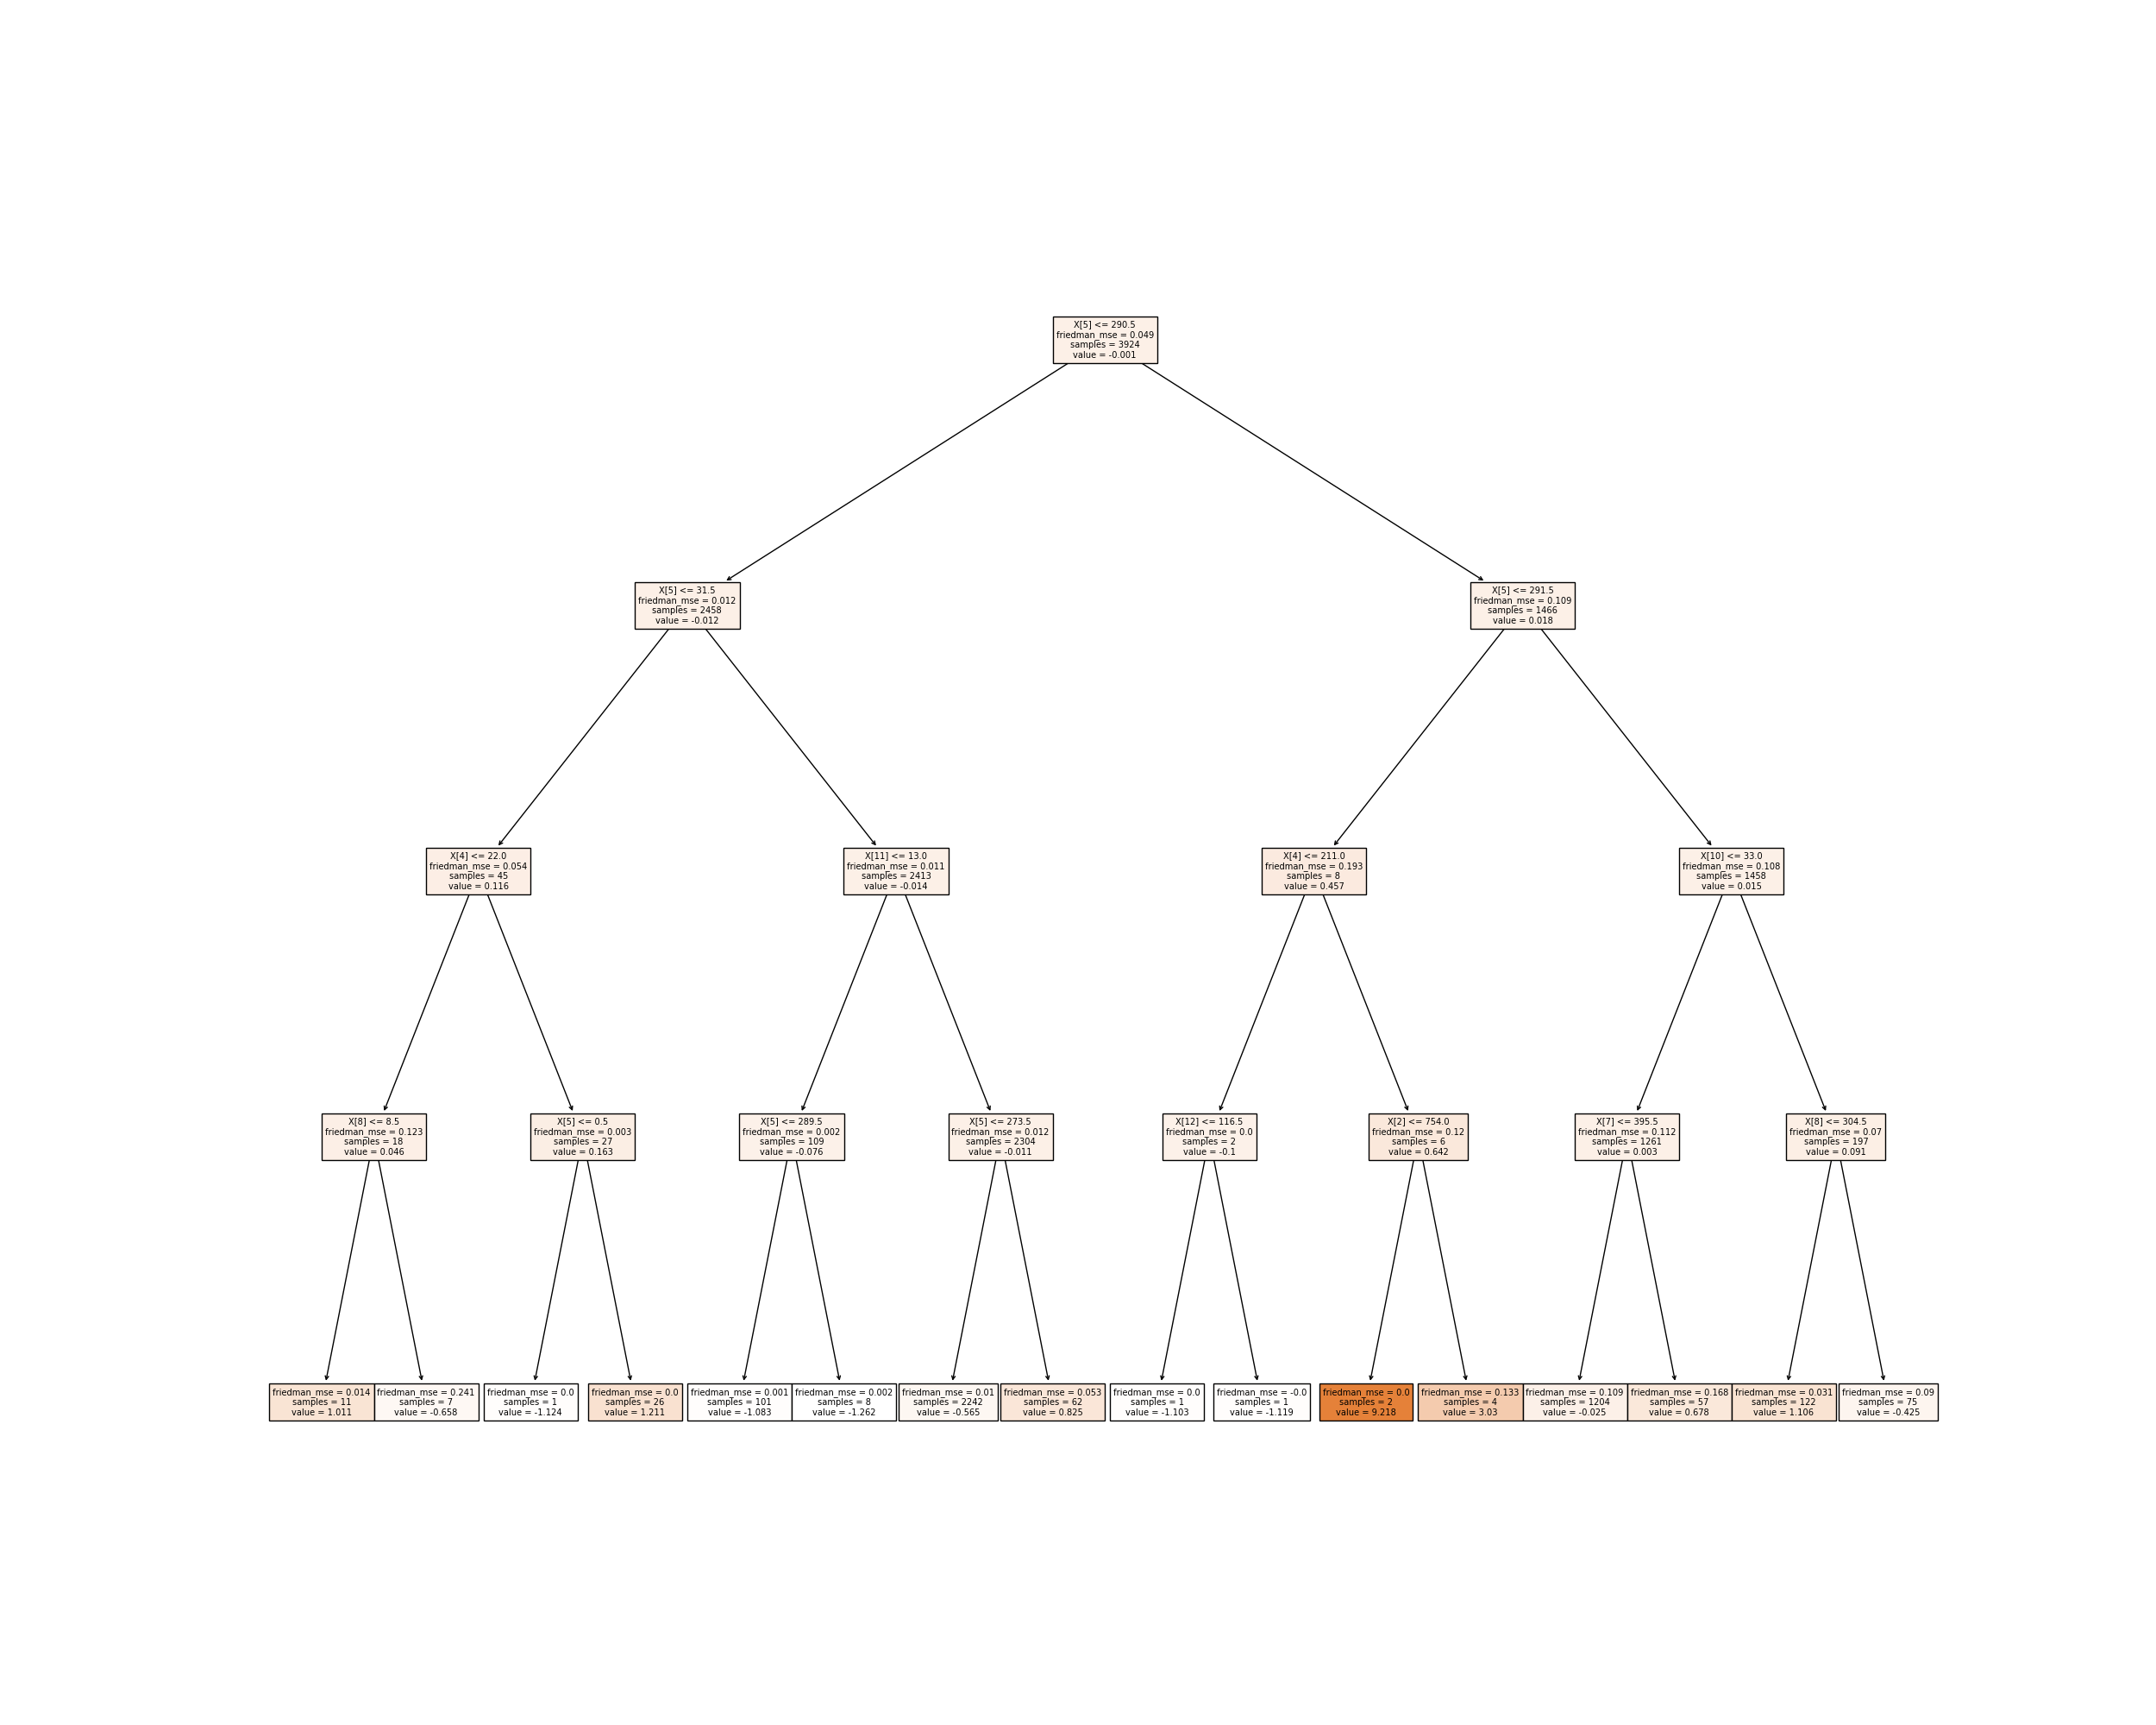 X[5] <= 290.5
friedman_mse = 0.049
samples = 3924
value = -0.001
X[5] <= 31.5
friedman_mse = 0.012
samples = 2458
value = -0.012
X[5] <= 291.5
friedman_mse = 0.109
samples = 1466
value = 0.018
X[4] <= 22.0
friedman_mse = 0.054
samples = 45
value = 0.116
X[11] <= 13.0
friedman_mse = 0.011
samples = 2413
value = -0.014
X[4] <= 211.0
friedman_mse = 0.193
samples = 8
value = 0.457
X[10] <= 33.0
friedman_mse = 0.108
samples = 1458
value = 0.015
X[8] <= 8.5
friedman_mse = 0.123
samples = 18
value = 0.046
X[5] <= 0.5
friedman_mse = 0.003
samples = 27
value = 0.163
X[5] <= 289.5
friedman_mse = 0.002
samples = 109
value = -0.076
X[5] <= 273.5
friedman_mse = 0.012
samples = 2304
value = -0.011
X[12] <= 116.5
friedman_mse = 0.0
samples = 2
value = -0.1
X[2] <= 754.0
friedman_mse = 0.12
samples = 6
value = 0.642
X[7] <= 395.5
friedman_mse = 0.112
samples = 1261
value = 0.003
X[8] <= 304.5
friedman_mse = 0.07
samples = 197
value = 0.091
friedman_mse = 0.014
samples = 11
value = 1.011
friedman_mse = 0.241
samples = 7
value = -0.658
friedman_mse = 0.0
samples = 1
value = -1.124
friedman_mse = 0.0
samples = 26
value = 1.211
friedman_mse = 0.001
samples = 101
value = -1.083
friedman_mse = 0.002
samples = 8
value = -1.262
friedman_mse = 0.01
samples = 2242
value = -0.565
friedman_mse = 0.053
samples = 62
value = 0.825
friedman_mse = 0.0
samples = 1
value = -1.103
friedman_mse = -0.0
samples = 1
value = -1.119
friedman_mse = 0.0
samples = 2
value = 9.218
friedman_mse = 0.133
samples = 4
value = 3.03
friedman_mse = 0.109
samples = 1204
value = -0.025
friedman_mse = 0.168
samples = 57
value = 0.678
friedman_mse = 0.031
samples = 122
value = 1.106
friedman_mse = 0.09
samples = 75
value = -0.425